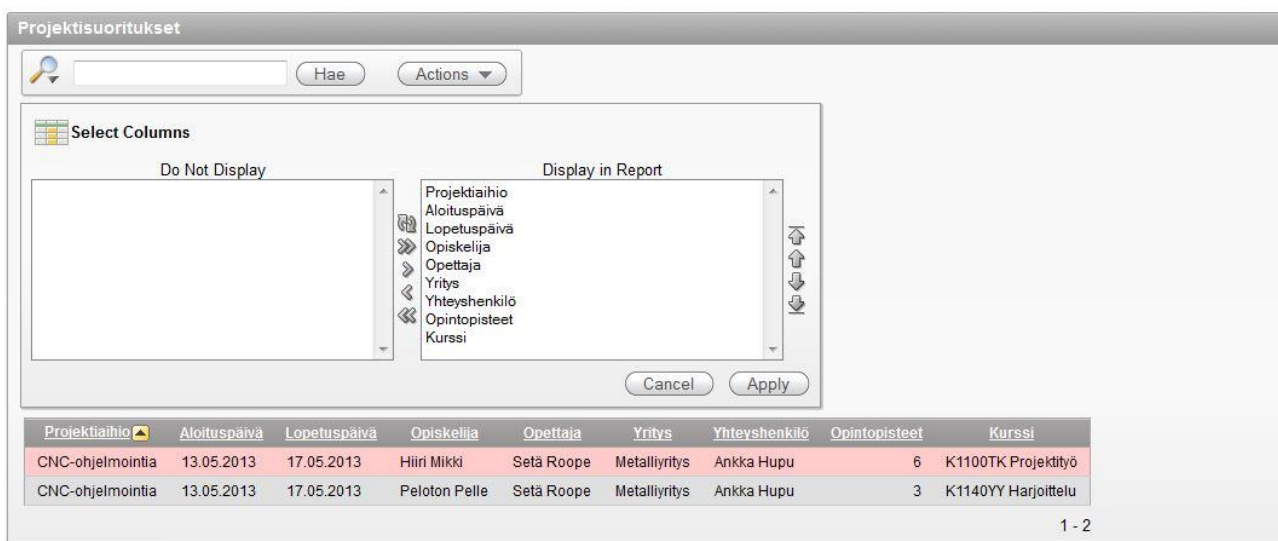 Projektisuoritukset
Hae Actions
Select Columns
Do Not Display Display in Report
Projektiaihio
Aloituspäivä
Lopetuspäivä
Opiskelija
Opettaja
Yritys
Yhteyshenkilö
Opintopisteet
Kurssi
Cancel Apply
Projektiaihio Aloituspäivä Lopetuspäivä Opiskelija Opettaja Yritys Yhteyshenkilö Opintopisteet Kurssi
CNC-ohjelmointia 13.05.2013 17.05.2013 Hiiri Mikki Setä Roope Metalliyritys Ankka Hupu 6 K1100TK Projektityö
CNC-ohjelmointia 13.05.2013 17.05.2013 Peloton Pelle Setä Roope Metalliyritys Ankka Hupu 3 K1140YY Harjoittelu
1 - 2